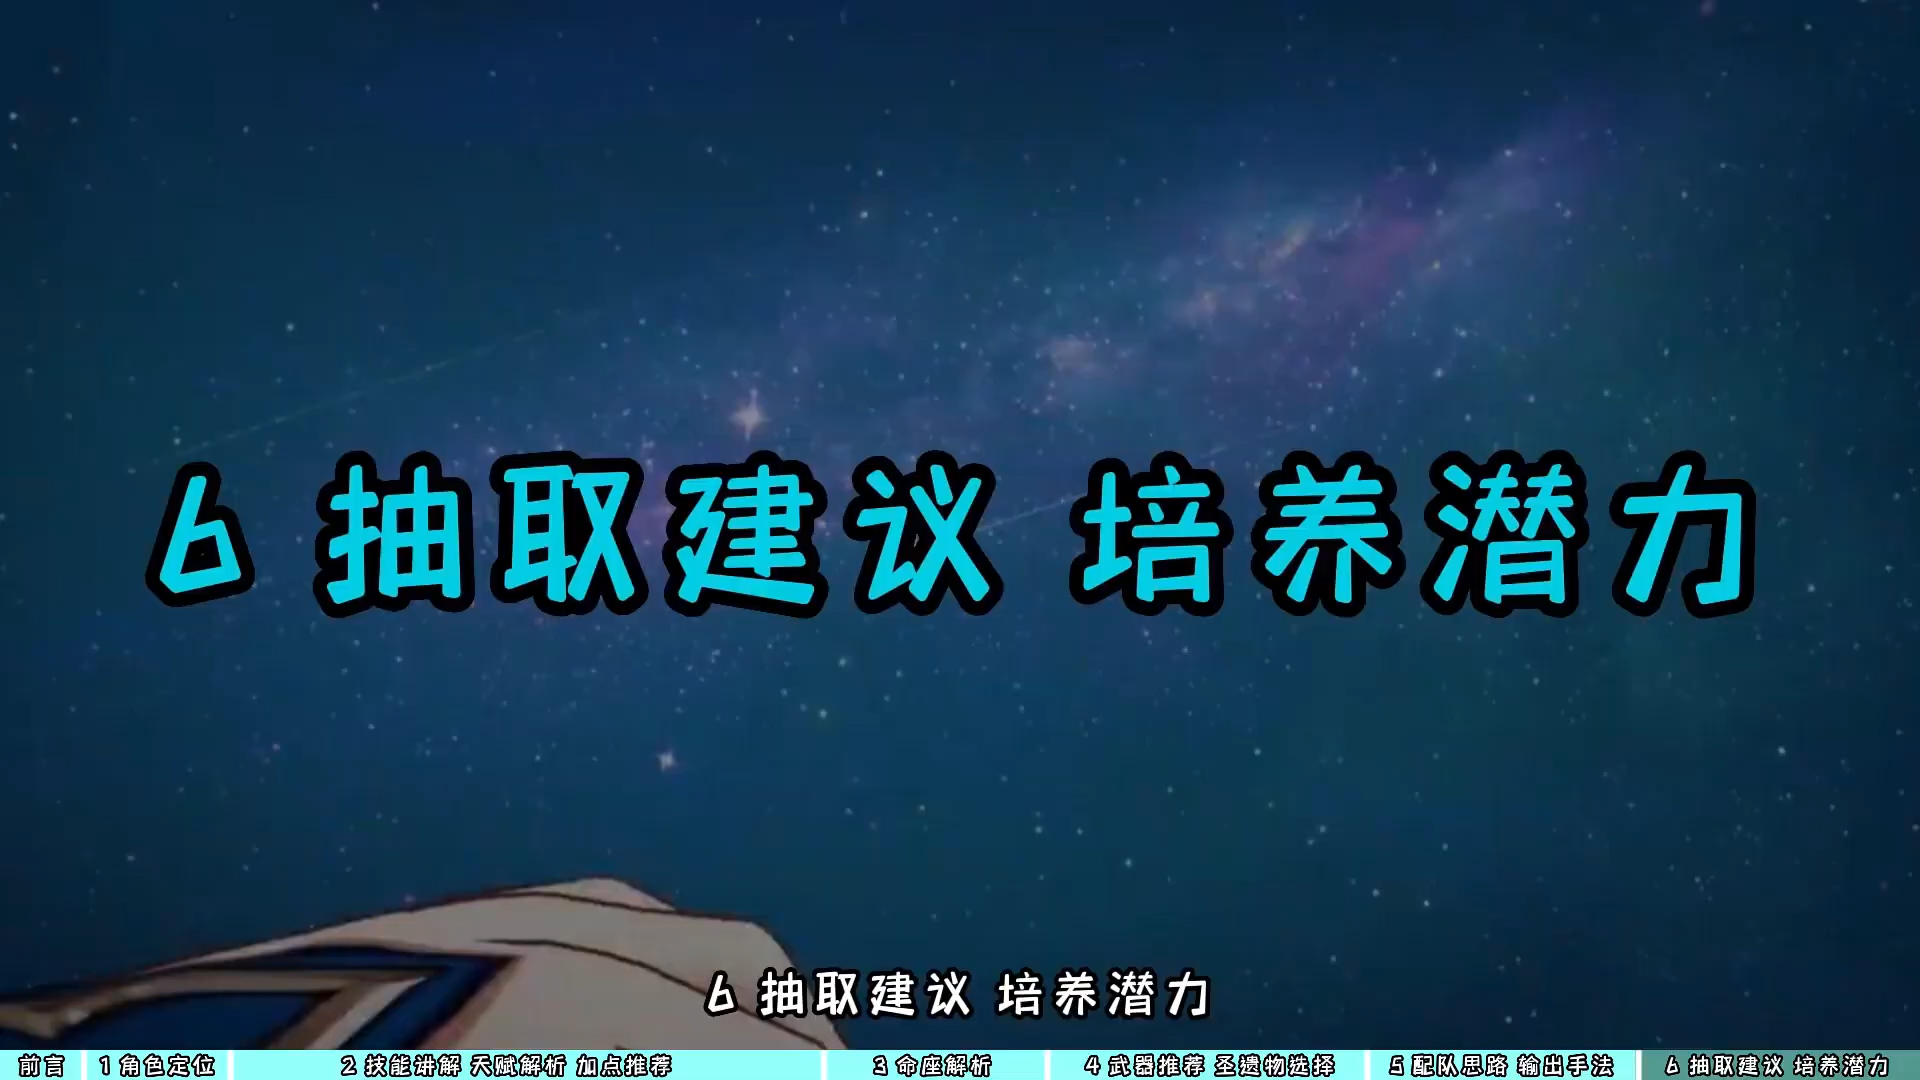 6 抽取建议 培养潜力
6 抽取建议 培养潜力
前言 1 角色定位 2 技能讲解 天赋解析 加点推荐 3 命座解析 4 武器推荐 圣遗物选择 5 配队思路 输出手法 6 抽取建议 培养潜力